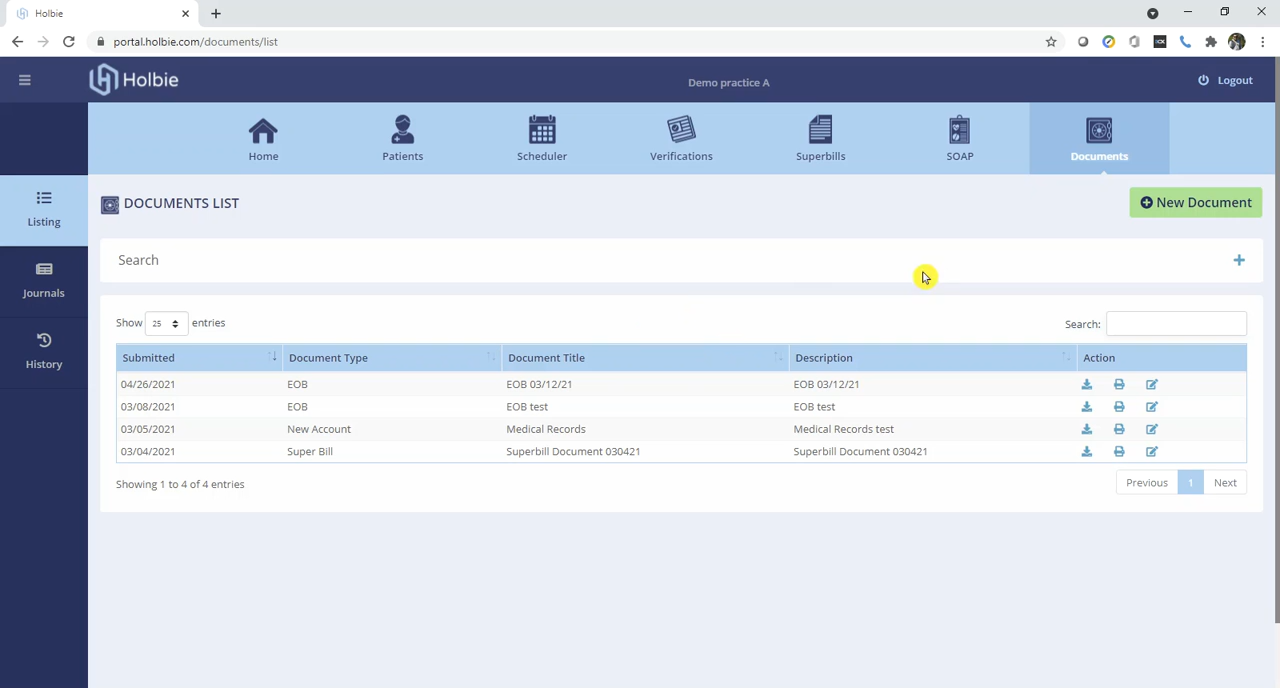 Holbie
portal.holbie.com/documents/list
Holbie
Demo practice A
Logout
Home
Patients
Scheduler
Verifications
Superbills
SOAP
Documents
Listing
Journals
History
DOCUMENTS LIST
New Document
Search
Show 25 entries
Search:
Submitted Document Type Document Title Description Action
04/26/2021 EOB EOB 03/12/21 EOB 03/12/21
03/08/2021 EOB EOB test EOB test
03/05/2021 New Account Medical Records Medical Records test
03/04/2021 Super Bill Superbill Document 030421 Superbill Document 030421
Showing 1 to 4 of 4 entries
Previous 1 Next